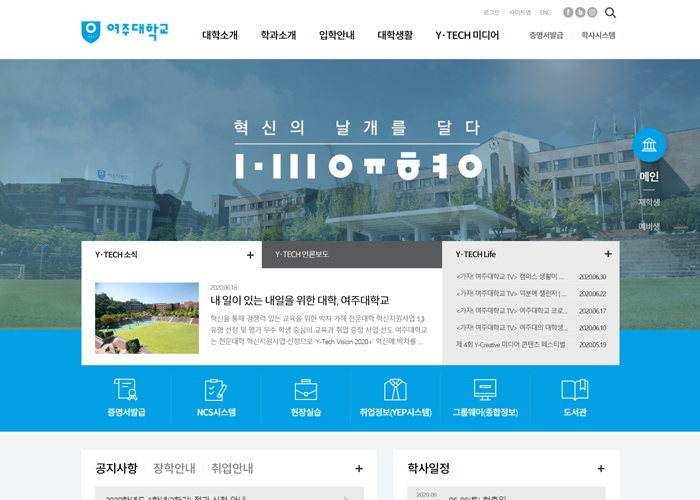 로그인 사이트맵 ENG
여주대학교
대학소개 학과소개 입학안내 대학생활 Y·TECH 미디어 증명서발급 학사시스템
혁신의 날개를 달다
I·III 유형
여주대학교
메인
재학생
예비생
Y·TECH 소식 +
Y·TECH 언론보도
Y·TECH Life +
2020.06.18
내 일이 있는 내일을 위한 대학, 여주대학교
혁신을 통해 경쟁력 있는 교육을 위한 박차 가해 전문대학 혁신지원사업 1,3
유형 선정 및 평가 우수 학생 중심의 교육과 취업 중점 사업 선도 여주대학교
는 전문대학 혁신지원사업 선정으로 'Y-Tech Vision 2020+' 혁신에 박차를 ...
<가자! 여주대학교 TV> 캠퍼스 생활이 ... 2020.06.30
<가자! 여주대학교 TV> 덕분에 챌린지 | ... 2020.06.22
<가자! 여주대학교 TV> 여주대학교 코로... 2020.06.17
<가자! 여주대학교 TV> 여주대의 대학생... 2020.06.10
제 4회 Y-Creative 미디어 콘텐츠 페스티벌 2020.05.19
증명서발급
NCS시스템
현장실습
취업정보(YEP시스템)
그룹웨어(종합정보)
도서관
공지사항 장학안내 취업안내 +
학사일정 +
2020.06